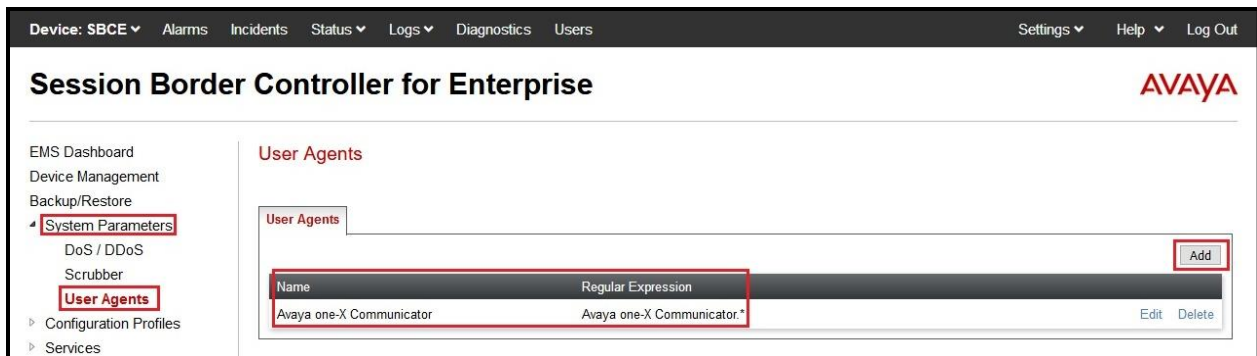 Device: SBCE Alarms Incidents Status Logs Diagnostics Users Settings Help Log Out
Session Border Controller for Enterprise
AVAYA
EMS Dashboard
Device Management
Backup/Restore
System Parameters
DoS / DDoS
Scrubber
User Agents
Configuration Profiles
Services
User Agents
User Agents
Add
Name Regular Expression
Avaya one-X Communicator Avaya one-X Communicator.* Edit Delete